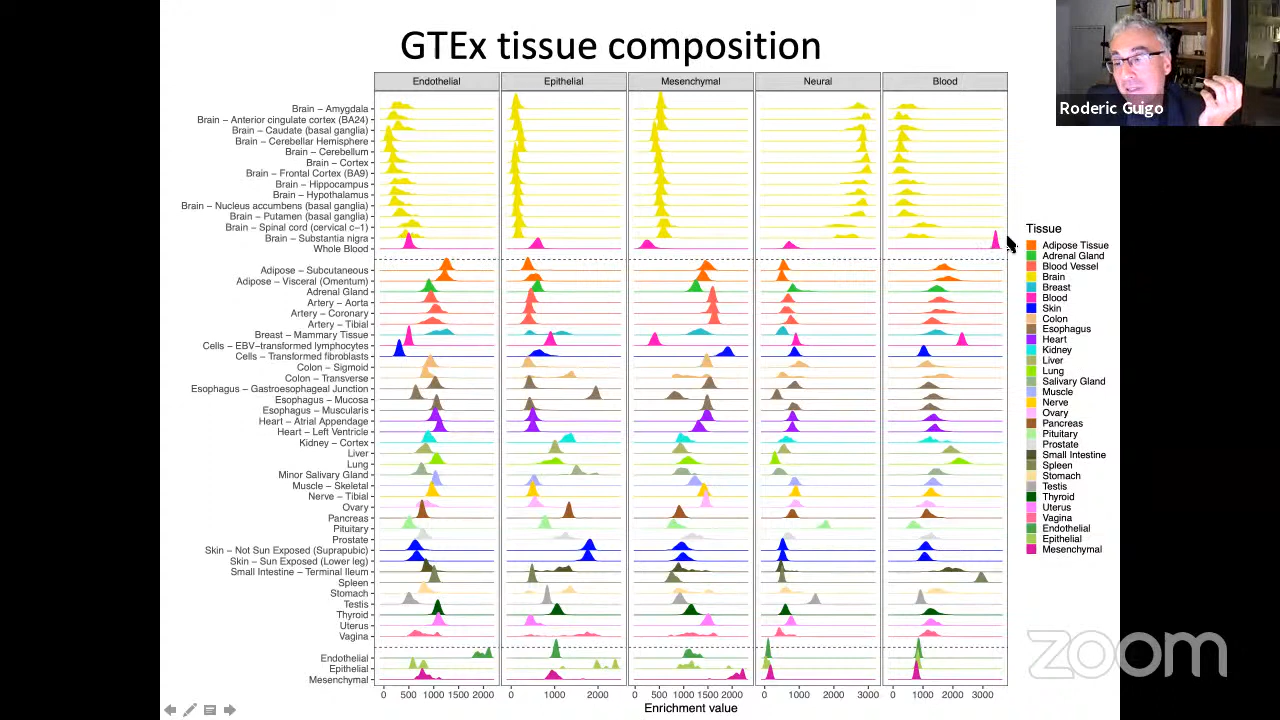 GTEx tissue composition
Roderic Guigo
Endothelial Epithelial Mesenchymal Neural Blood
Brain − Amygdala
Brain − Anterior cingulate cortex (BA24)
Brain − Caudate (basal ganglia)
Brain − Cerebellar Hemisphere
Brain − Cerebellum
Brain − Cortex
Brain − Frontal Cortex (BA9)
Brain − Hippocampus
Brain − Hypothalamus
Brain − Nucleus accumbens (basal ganglia)
Brain − Putamen (basal ganglia)
Brain − Spinal cord (cervical c−1)
Brain − Substantia nigra
Whole Blood
Adipose − Subcutaneous
Adipose − Visceral (Omentum)
Adrenal Gland
Artery − Aorta
Artery − Coronary
Artery − Tibial
Breast − Mammary Tissue
Cells − EBV−transformed lymphocytes
Cells − Transformed fibroblasts
Colon − Sigmoid
Colon − Transverse
Esophagus − Gastroesophageal Junction
Esophagus − Mucosa
Esophagus − Muscularis
Heart − Atrial Appendage
Heart − Left Ventricle
Kidney − Cortex
Liver
Lung
Minor Salivary Gland
Muscle − Skeletal
Nerve − Tibial
Ovary
Pancreas
Pituitary
Prostate
Skin − Not Sun Exposed (Suprapubic)
Skin − Sun Exposed (Lower leg)
Small Intestine − Terminal Ileum
Spleen
Stomach
Testis
Thyroid
Uterus
Vagina
Endothelial
Epithelial
Mesenchymal
0 500 1000 1500 2000 0 1000 2000 0 500 1000 1500 2000 0 1000 2000 3000 0 1000 2000 3000
Enrichment value
Tissue
Adipose Tissue
Adrenal Gland
Blood Vessel
Brain
Breast
Blood
Skin
Colon
Esophagus
Heart
Kidney
Liver
Lung
Salivary Gland
Muscle
Nerve
Ovary
Pancreas
Pituitary
Prostate
Small Intestine
Spleen
Stomach
Testis
Thyroid
Uterus
Vagina
Endothelial
Epithelial
Mesenchymal
zoom